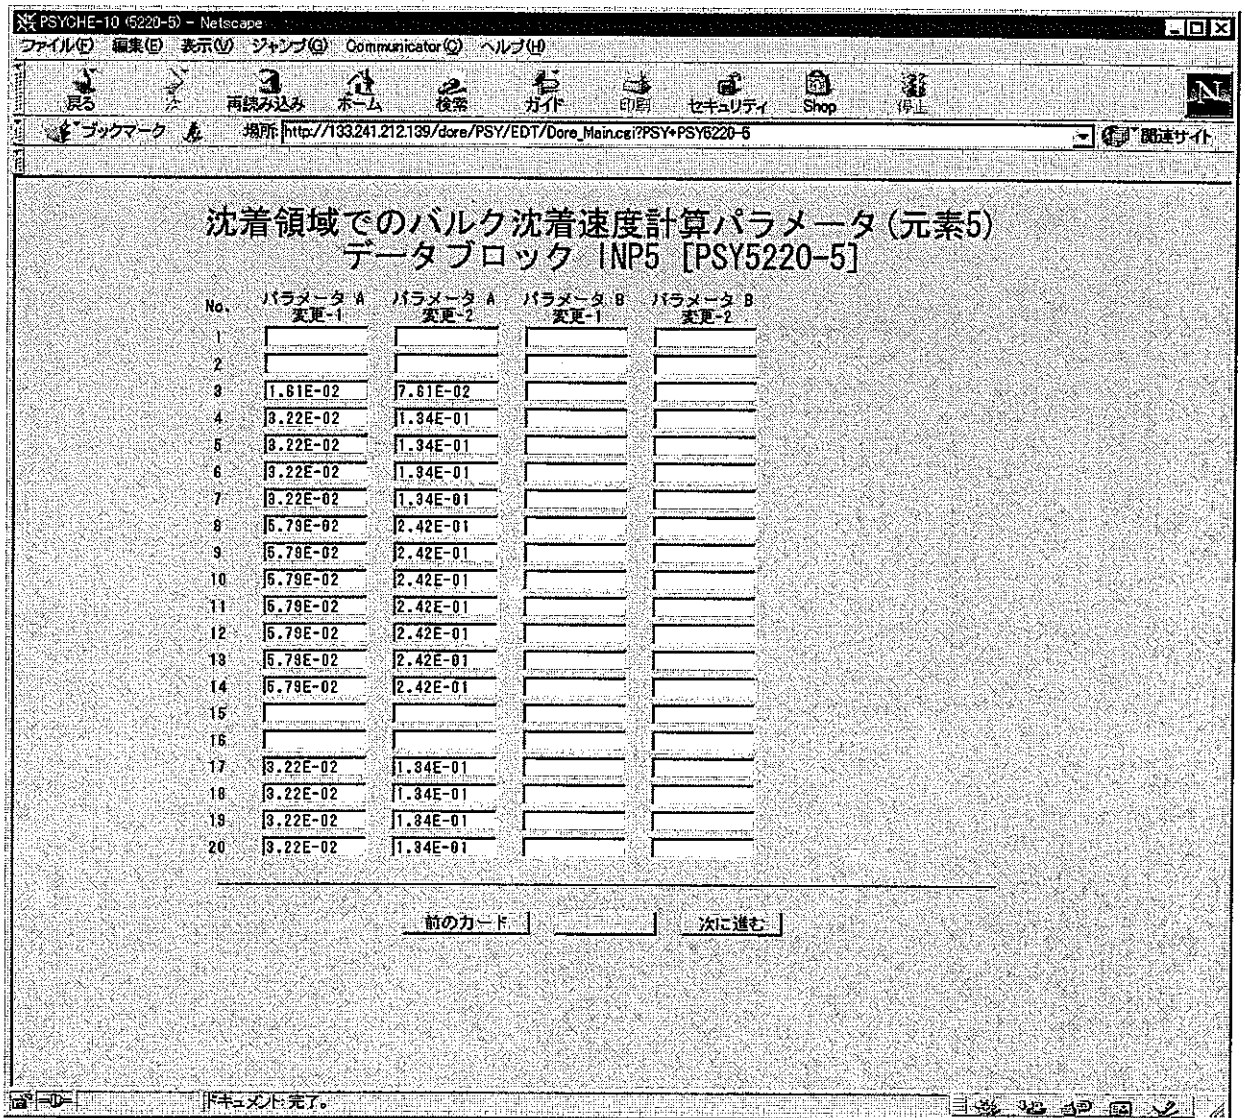 PSYCHE-10 (5220-5) - Netscape
ファイル(F) 編集(E) 表示(V) ジャンプ(G) Communicator(C) ヘルプ(H)
戻る 次 再読み込み ホーム 検索 ガイド 印刷 セキュリティ Shop 停止 N
ブックマーク 場所: http://133.241.212.139/dore/PSY/EDT/Dore_Main.cgi?PSY+PSY5220-5 関連サイト
沈着領域でのバルク沈着速度計算パラメータ(元素5)
データブロック INP5 [PSY5220-5]
No. パラメータ A パラメータ A パラメータ B パラメータ B
変更-1 変更-2 変更-1 変更-2
1
2
3 1.61E-02 7.61E-02
4 3.22E-02 1.34E-01
5 3.22E-02 1.34E-01
6 3.22E-02 1.34E-01
7 3.22E-02 1.34E-01
8 5.79E-02 2.42E-01
9 5.79E-02 2.42E-01
10 5.79E-02 2.42E-01
11 5.79E-02 2.42E-01
12 5.79E-02 2.42E-01
13 5.79E-02 2.42E-01
14 5.79E-02 2.42E-01
15
16
17 3.22E-02 1.34E-01
18 3.22E-02 1.34E-01
19 3.22E-02 1.34E-01
20 3.22E-02 1.34E-01
前のカード 次に進む
ドキュメント: 完了。